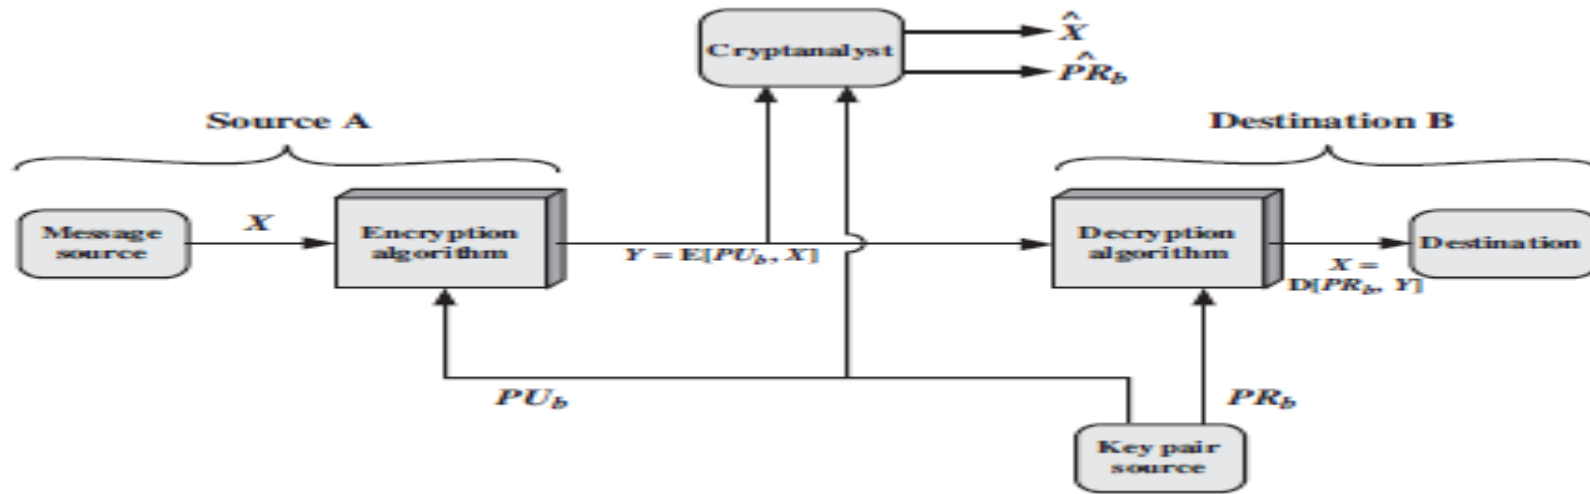 Cryptanalyst
X̂
P̂R_b
Source A
Destination B
Message
source
X
Encryption
algorithm
Y = E[PU_b, X]
Decryption
algorithm
X =
D[PR_b, Y]
Destination
PU_b
PR_b
Key pair
source